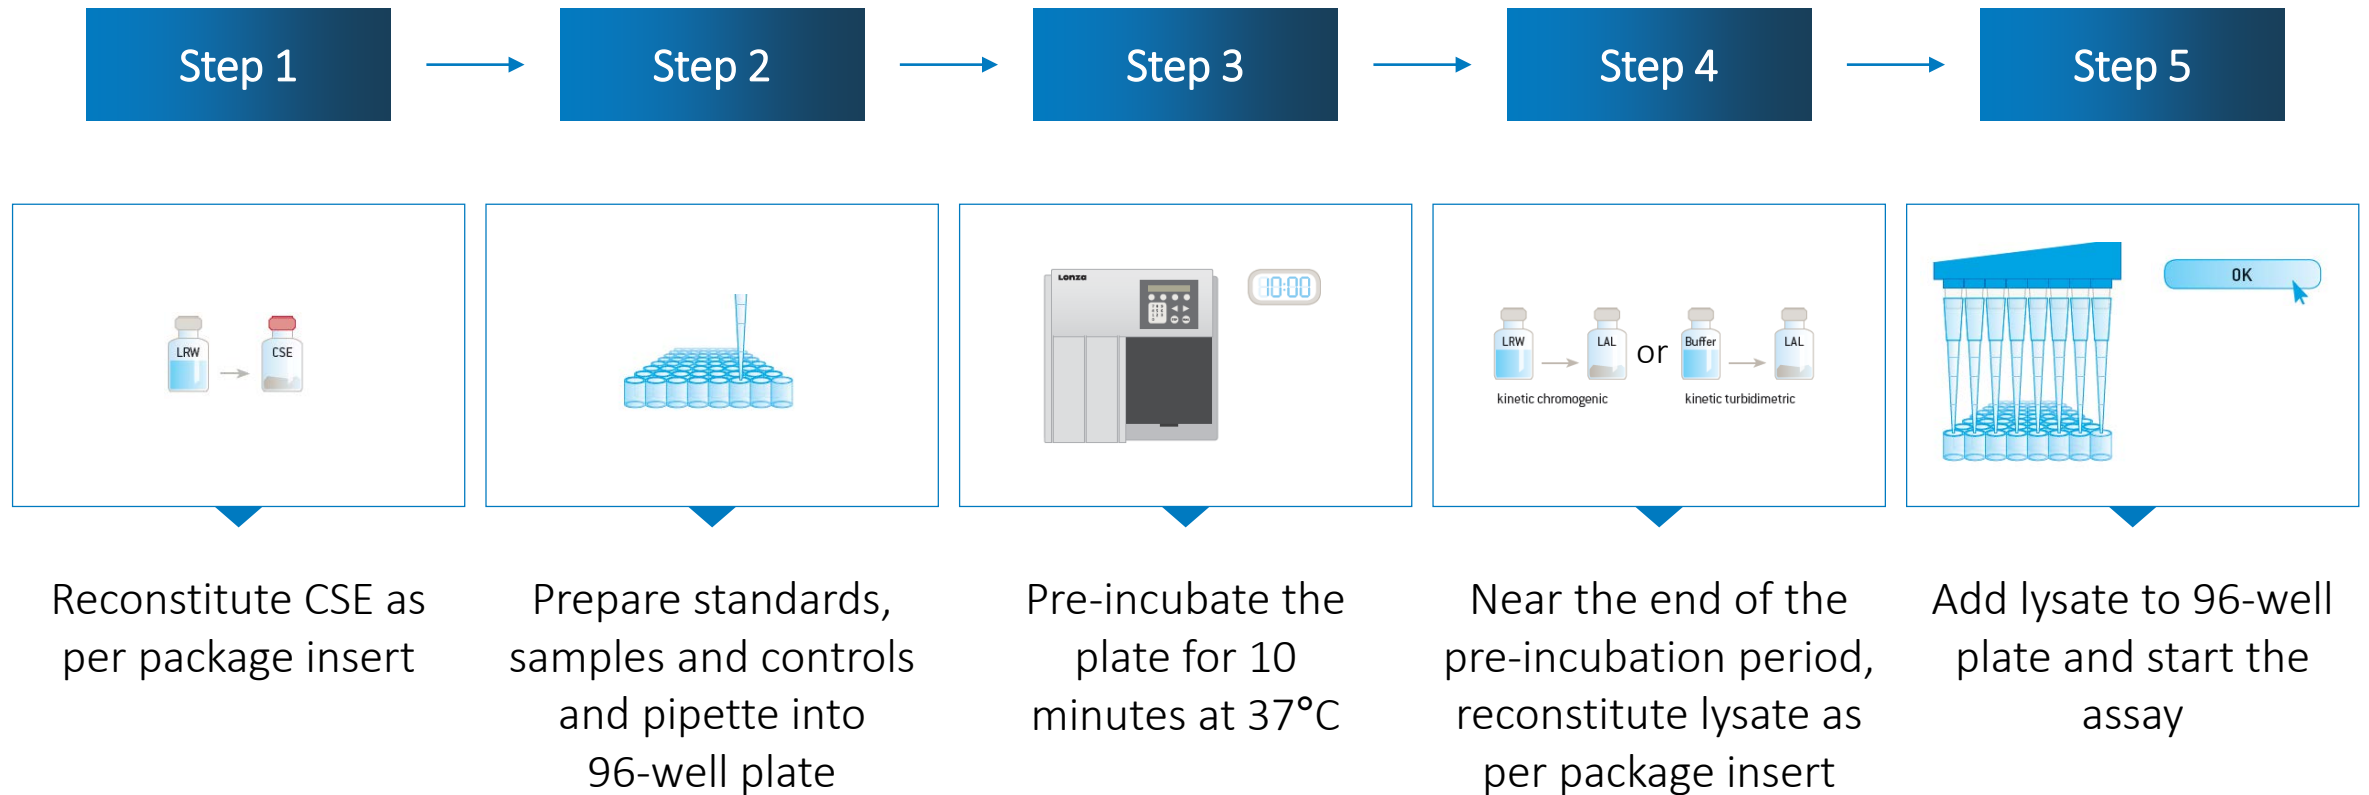 Step 1
Step 2
Step 3
Step 4
Step 5
LRW
CSE
Lonza
10:00
LRW
LAL
or
Buffer
LAL
kinetic chromogenic
kinetic turbidimetric
OK
Reconstitute CSE as
per package insert
Prepare standards,
samples and controls
and pipette into
96-well plate
Pre-incubate the
plate for 10
minutes at 37°C
Near the end of the
pre-incubation period,
reconstitute lysate as
per package insert
Add lysate to 96-well
plate and start the
assay